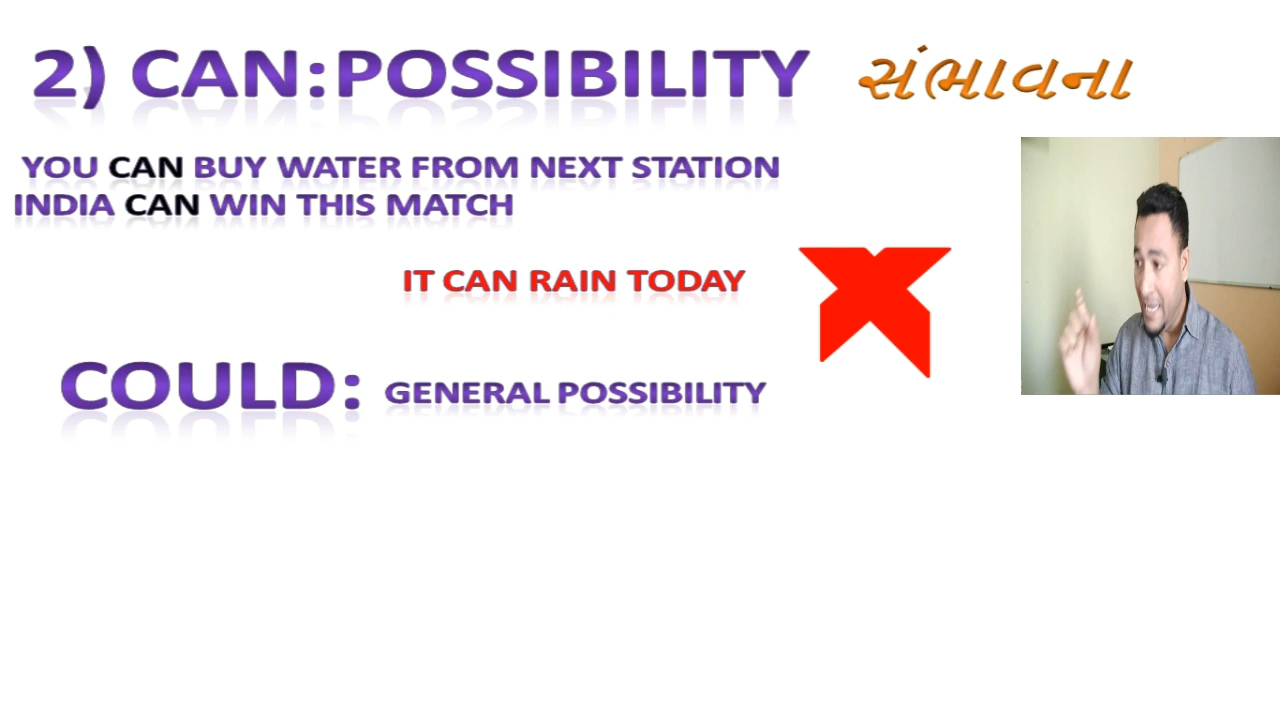 2) CAN:POSSIBILITY સંભાવના
YOU CAN BUY WATER FROM NEXT STATION
INDIA CAN WIN THIS MATCH
IT CAN RAIN TODAY
COULD: GENERAL POSSIBILITY